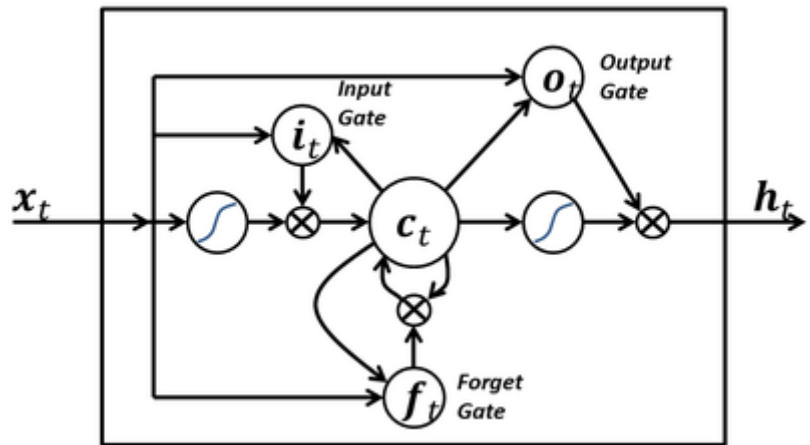 Input
Gate
i_t
o_t
Output
Gate
x_t
c_t
h_t
f_t
Forget
Gate